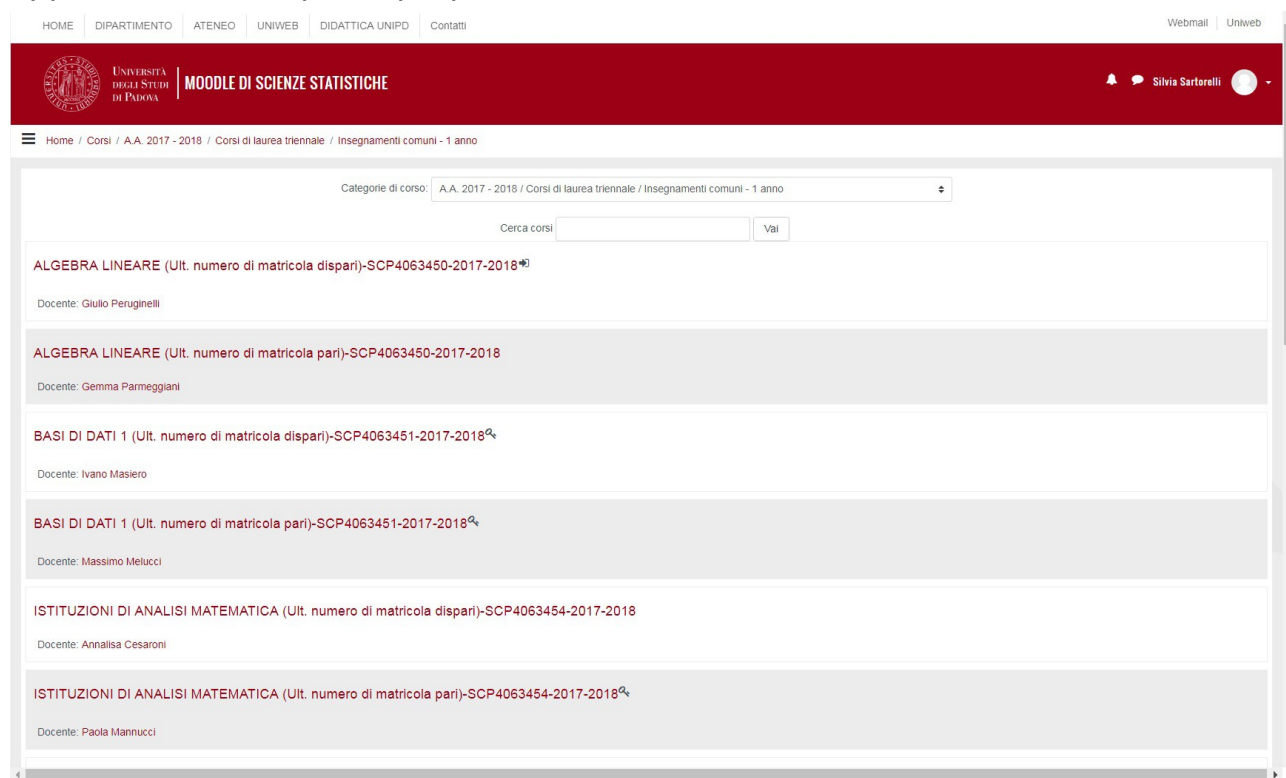 HOME DIPARTIMENTO ATENEO UNIWEB DIDATTICA UNIPD Contatti Webmail Uniweb
UNIVERSITÀ
DEGLI STUDI
DI PADOVA
MOODLE DI SCIENZE STATISTICHE
Silvia Sartorelli
Home / Corsi / A.A. 2017 - 2018 / Corsi di laurea triennale / Insegnamenti comuni - 1 anno
Categorie di corso: A.A. 2017 - 2018 / Corsi di laurea triennale / Insegnamenti comuni - 1 anno
Cerca corsi Vai
ALGEBRA LINEARE (Ult. numero di matricola dispari)-SCP4063450-2017-2018
Docente: Giulio Peruginelli
ALGEBRA LINEARE (Ult. numero di matricola pari)-SCP4063450-2017-2018
Docente: Gemma Parmeggiani
BASI DI DATI 1 (Ult. numero di matricola dispari)-SCP4063451-2017-2018
Docente: Ivano Masiero
BASI DI DATI 1 (Ult. numero di matricola pari)-SCP4063451-2017-2018
Docente: Massimo Melucci
ISTITUZIONI DI ANALISI MATEMATICA (Ult. numero di matricola dispari)-SCP4063454-2017-2018
Docente: Annalisa Cesaroni
ISTITUZIONI DI ANALISI MATEMATICA (Ult. numero di matricola pari)-SCP4063454-2017-2018
Docente: Paola Mannucci